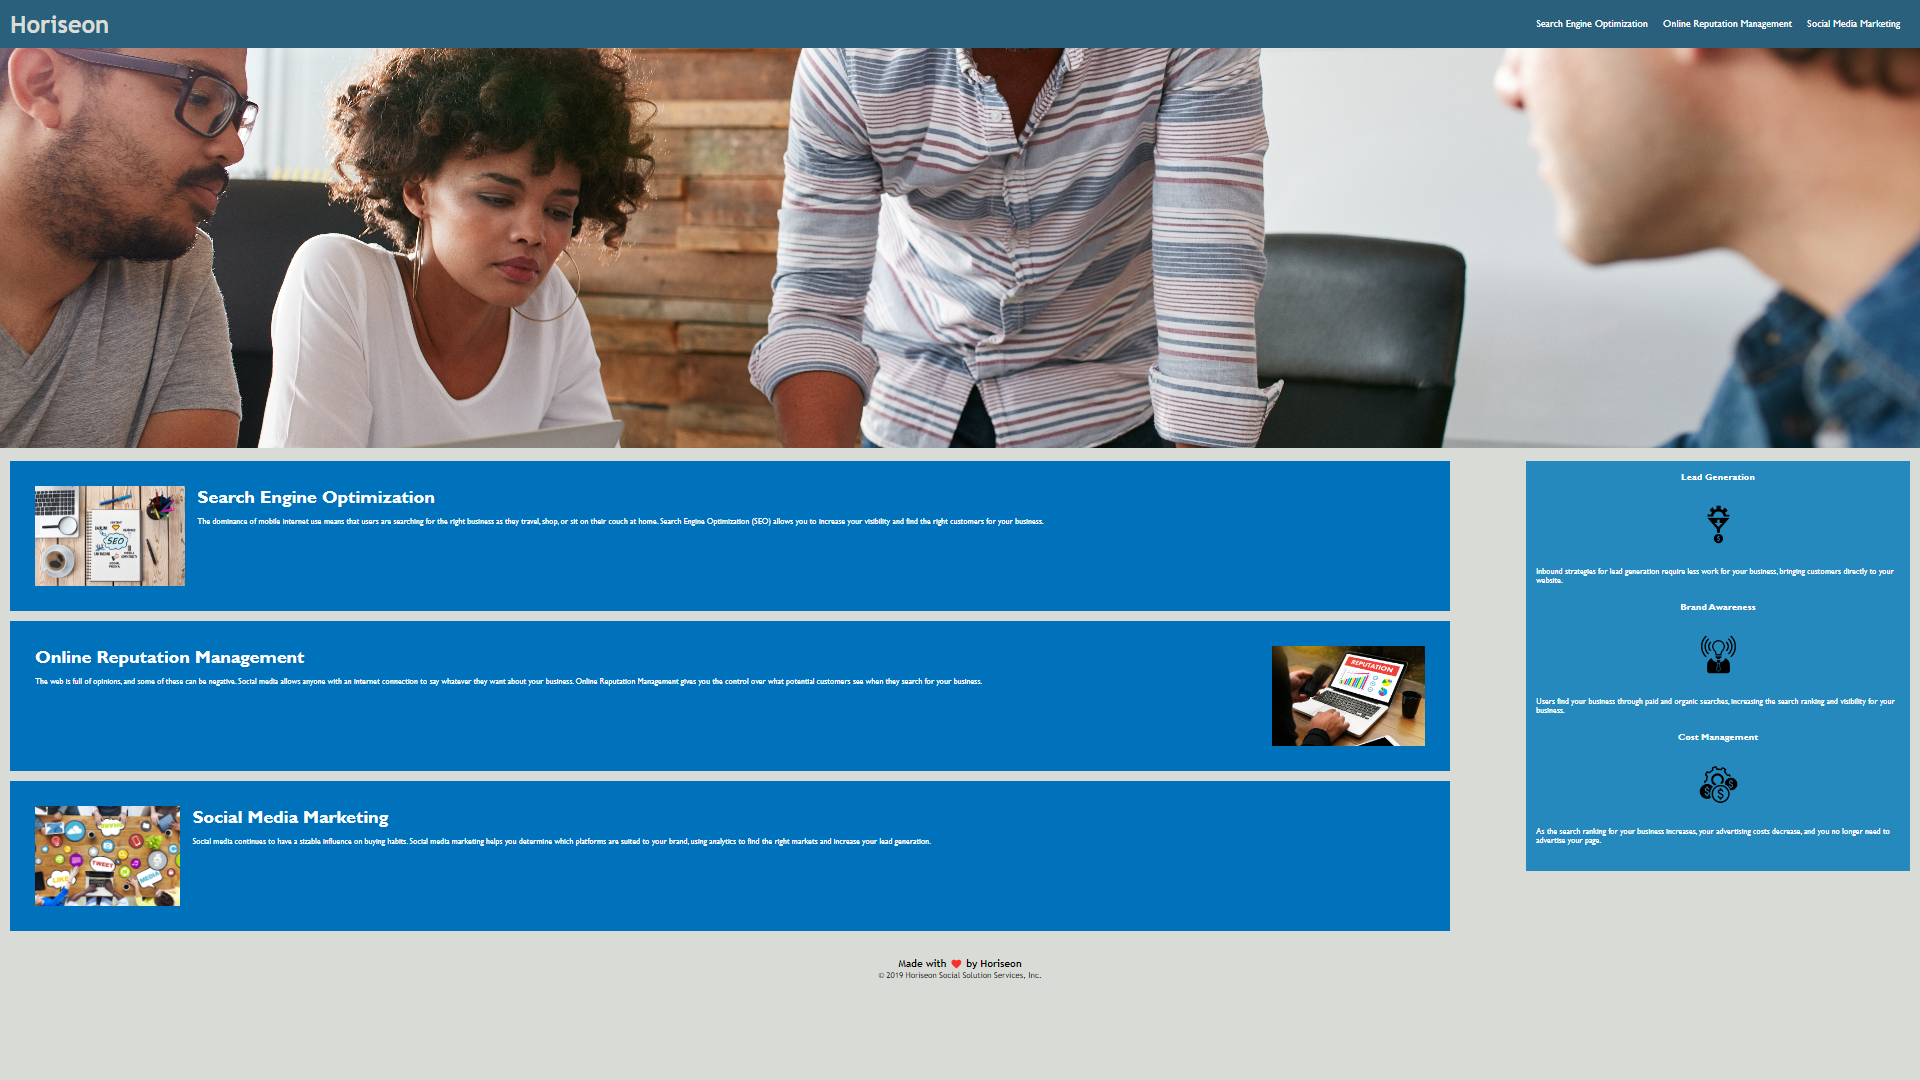 Horiseon
Search Engine Optimization
Online Reputation Management
Social Media Marketing
SEO
Search Engine Optimization
The dominance of mobile internet use means that users are searching for the right business as they travel, shop, or sit on their couch at home. Search Engine Optimization (SEO) allows you to increase your visibility and find the right customers for your business.
Online Reputation Management
The web is full of opinions, and some of these can be negative. Social media allows anyone with an internet connection to say whatever they want about your business. Online Reputation Management gives you the control over what potential customers see when they search for your business.
REPUTATION
SHARING
TWEET
LIKE
MEDIA
Social Media Marketing
Social media continues to have a sizable influence on buying habits. Social media marketing helps you determine which platforms are suited to your brand, using analytics to find the right markets and increase your lead generation.
Lead Generation
Inbound strategies for lead generation require less work for your business, bringing customers directly to your
website.
Brand Awareness
Users find your business through paid and organic searches, increasing the search ranking and visibility for your
business.
Cost Management
As the search ranking for your business increases, your advertising costs decrease, and you no longer need to
advertise your page.
Made with ❤️ by Horiseon
© 2019 Horiseon Social Solution Services, Inc.